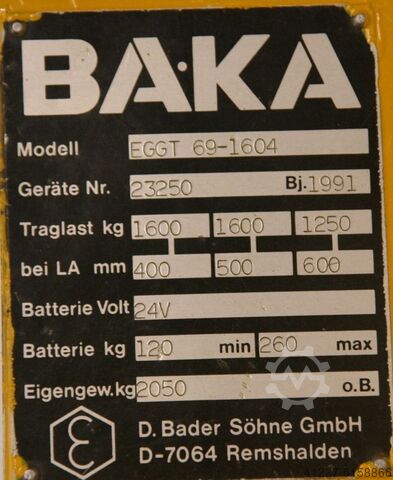 BAKA
Modell EGGT 69-1604
Geräte Nr. 23250 Bj. 1991
Traglast kg 1600 1600 1250
bei LA mm 400 500 600
Batterie Volt 24V
Batterie kg 120 min 260 max
Eigengew.kg 2050 o.B.
D. Bader Söhne GmbH
D-7064 Remshalden